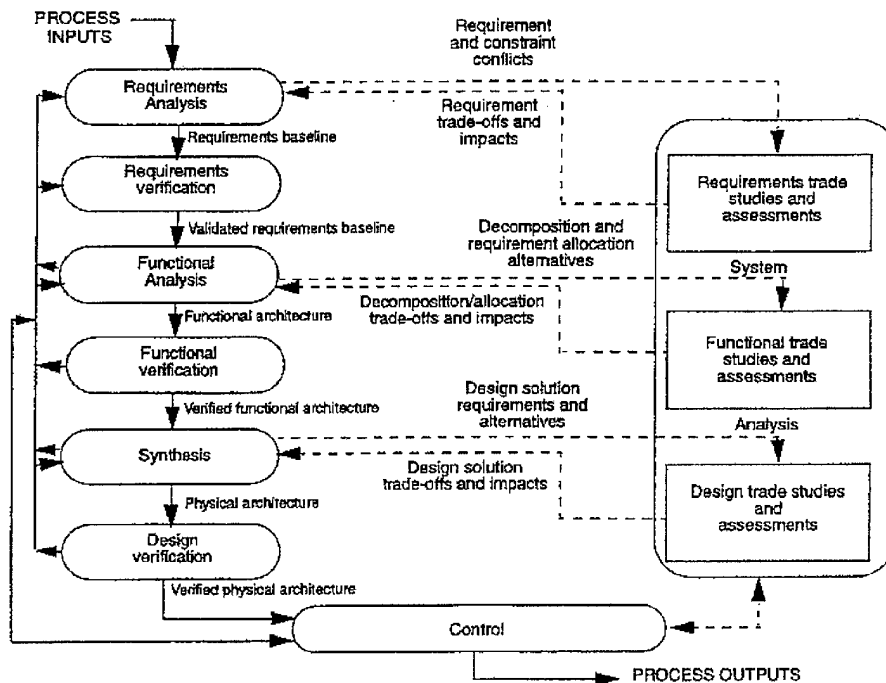 PROCESS
INPUTS
Requirement
and constraint
conflicts
Requirements
Analysis
Requirement
trade-offs and
impacts
Requirements baseline
Requirements
verification
Requirements trade
studies and
assessments
Validated requirements baseline
Decomposition and
requirement allocation
alternatives
Functional
Analysis
System
Decomposition/allocation
trade-offs and impacts
Functional architecture
Functional
verification
Functional trade
studies and
assessments
Verified functional architecture
Design solution
requirements and
alternatives
Analysis
Synthesis
Design solution
trade-offs and impacts
Physical architecture
Design trade studies
and
assessments
Design
verification
Verified physical architecture
Control
PROCESS OUTPUTS